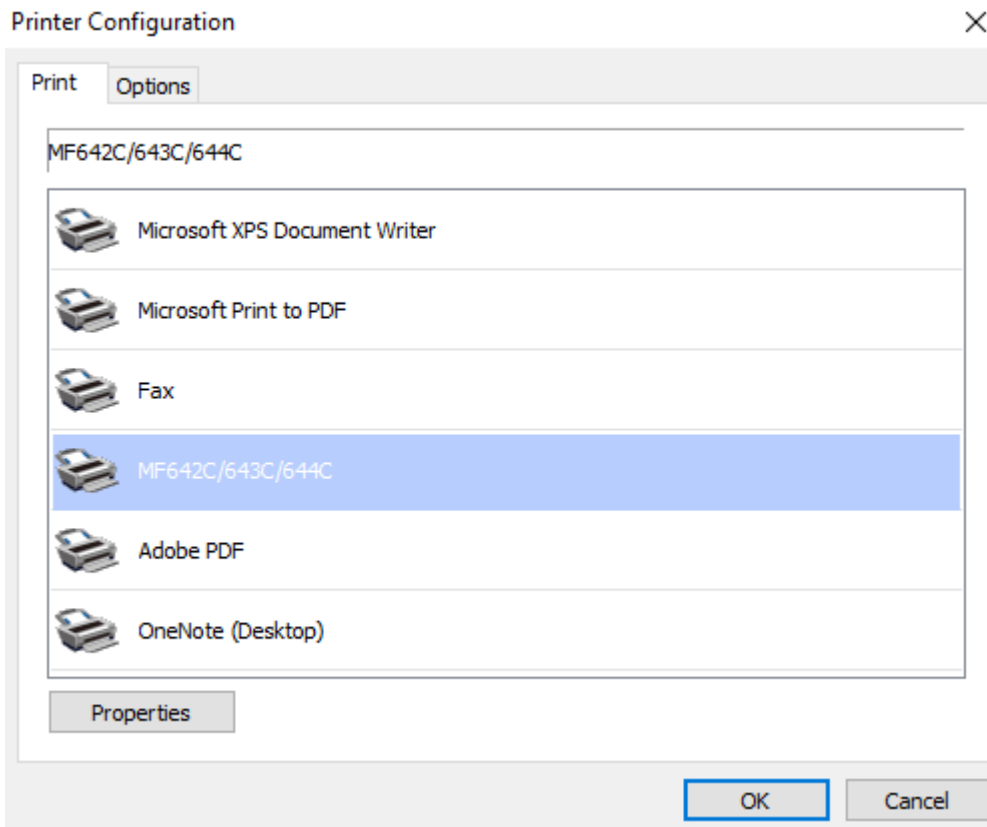 Printer Configuration
Print
Options
MF642C/643C/644C
Microsoft XPS Document Writer
Microsoft Print to PDF
Fax
MF642C/643C/644C
Adobe PDF
OneNote (Desktop)
Properties
OK
Cancel